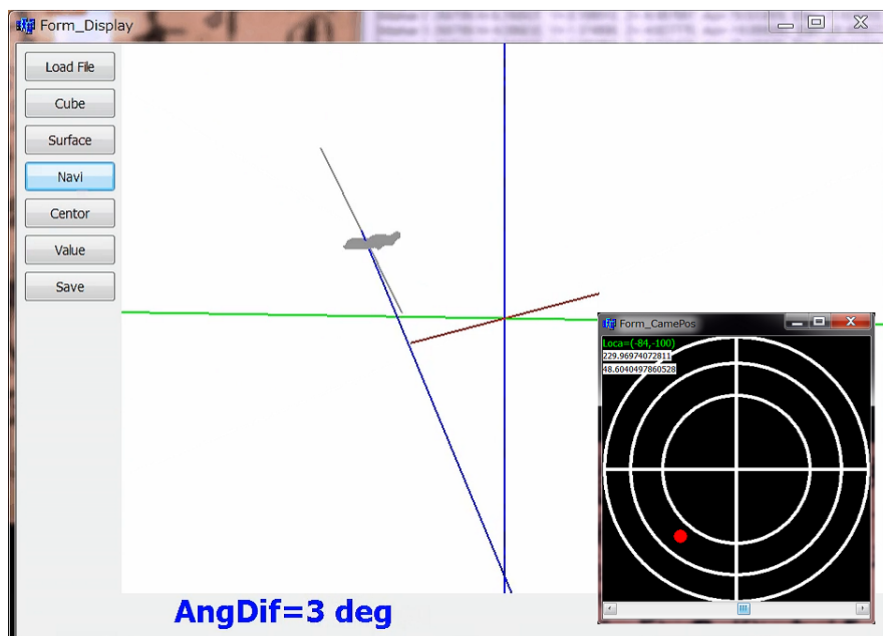 Form_Display
Load File
Cube
Surface
Navi
Centor
Value
Save
Form_CamePos
Loca=(-84,-100)
229.96974072811
48.6040497860528
AngDif=3 deg